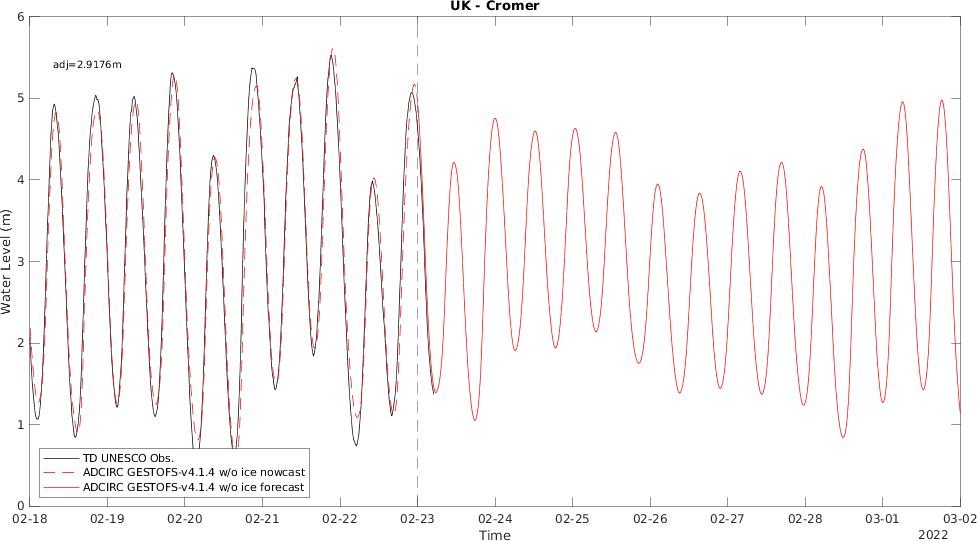 UK - Cromer
adj=2.9176m
6
5
4
3
2
1
0
Water Level (m)
TD UNESCO Obs.
ADCIRC GESTOFS-v4.1.4 w/o ice nowcast
ADCIRC GESTOFS-v4.1.4 w/o ice forecast
02-18 02-19 02-20 02-21 02-22 02-23 02-24 02-25 02-26 02-27 02-28 03-01 03-02
Time
2022